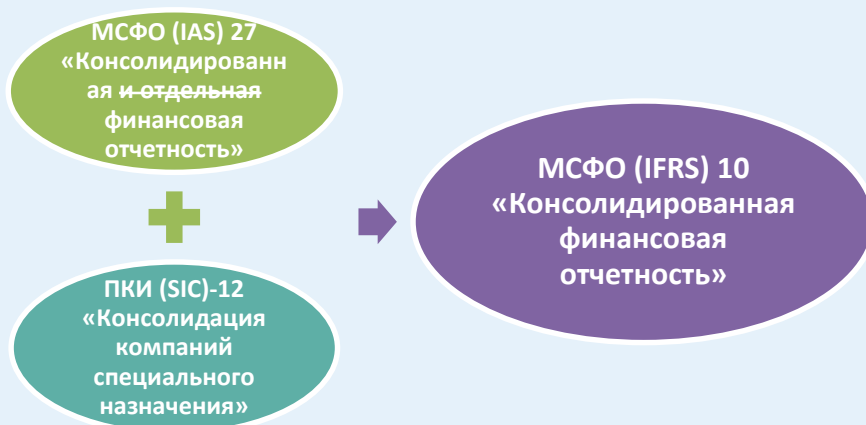 МСФО (IAS) 27
«Консолидированн
ая и отдельная
финансовая
отчетность»
ПКИ (SIC)-12
«Консолидация
компаний
специального
назначения»
МСФО (IFRS) 10
«Консолидированная
финансовая
отчетность»